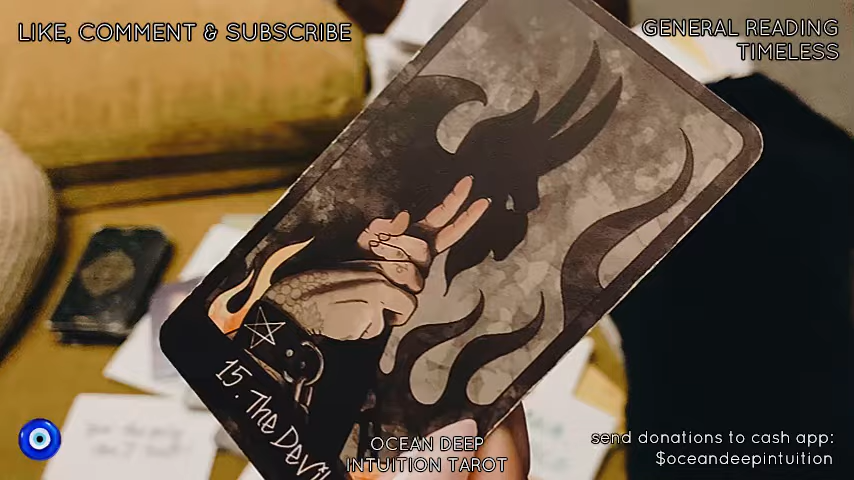 LIKE, COMMENT & SUBSCRIBE
GENERAL READING
TIMELESS
15. The Devil
OCEAN DEEP
INTUITION TAROT
send donations to cash app:
$oceandeepintuition